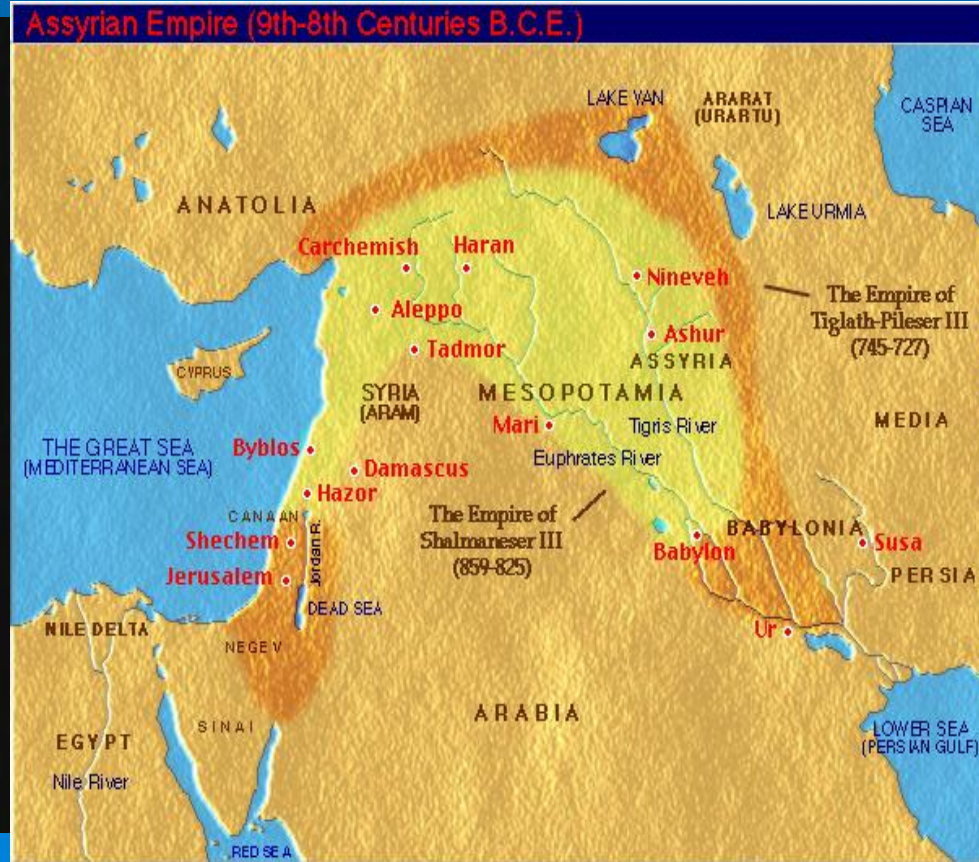 Assyrian Empire (9th-8th Centuries B.C.E.)
LAKE VAN
ARARAT
(URARTU)
CASPIAN
SEA
ANATOLIA
LAKE URMIA
Carchemish
Haran
Nineveh
The Empire of
Tiglath-Pileser III
(745-727)
Aleppo
Ashur
Tadmor
ASSYRIA
CYPRUS
SYRIA
(ARAM)
MESOPOTAMIA
MEDIA
Mari
Tigris River
THE GREAT SEA
(MEDITERRANEAN SEA)
Byblos
Euphrates River
Damascus
Hazor
CANAAN
The Empire of
Shalmaneser III
(859-825)
BABYLONIA
Shechem
Jordan R.
Babylon
Susa
Jerusalem
PERSIA
DEAD SEA
NILE DELTA
Ur
NEGEV
ARABIA
SINAI
EGYPT
LOWER SEA
(PERSIAN GULF)
Nile River
RED SEA